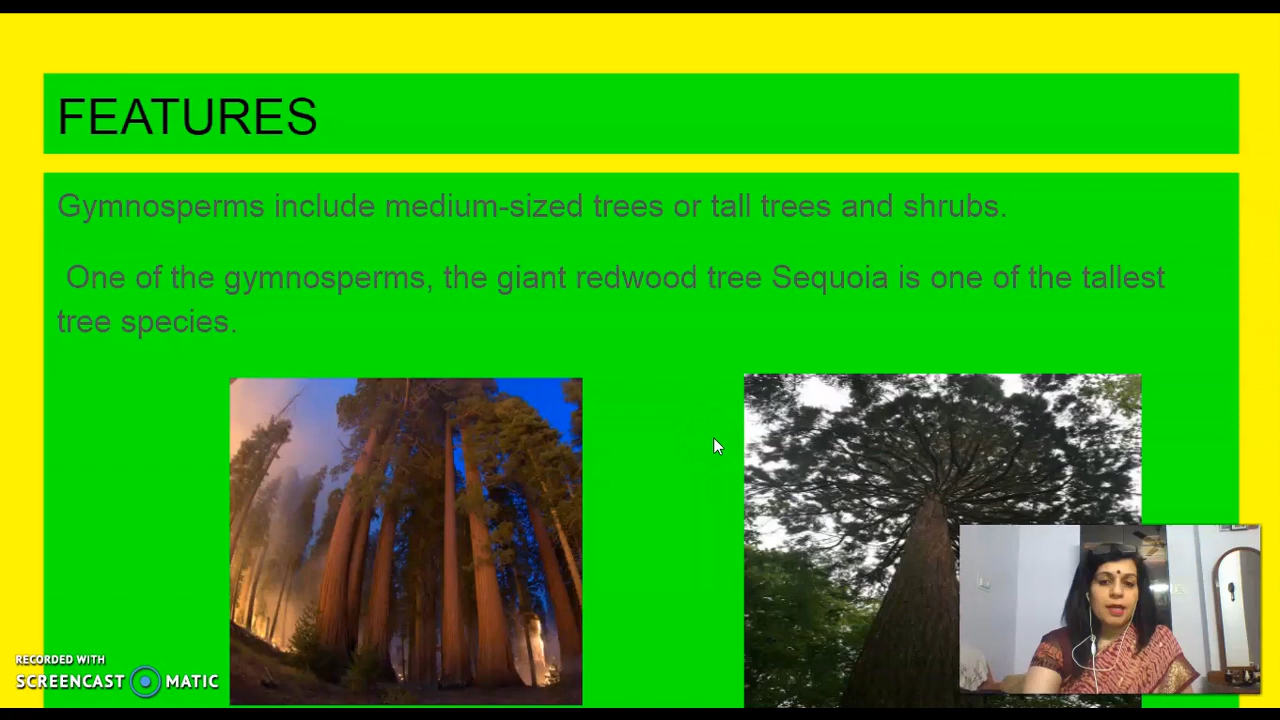 FEATURES
Gymnosperms include medium-sized trees or tall trees and shrubs.
One of the gymnosperms, the giant redwood tree Sequoia is one of the tallest
tree species.
RECORDED WITH
SCREENCAST MATIC